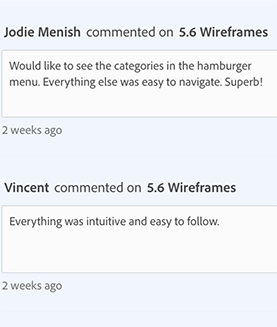 Jodie Menish commented on 5.6 Wireframes
Would like to see the categories in the hamburger
menu. Everything else was easy to navigate. Superb!
2 weeks ago
Vincent commented on 5.6 Wireframes
Everything was intuitive and easy to follow.
2 weeks ago